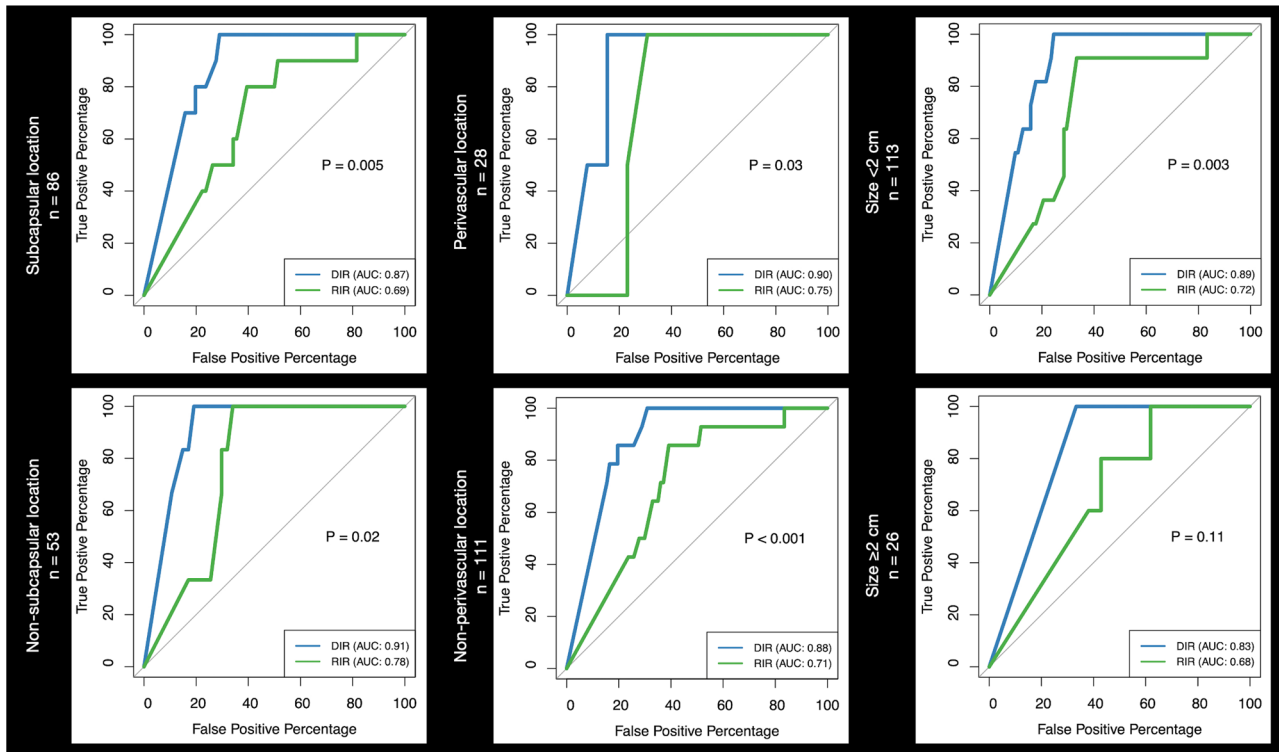 Subcapsular location
n = 86
True Postive Percentage
100
80
60
40
20
0
P = 0.005
DIR (AUC: 0.87)
RIR (AUC: 0.69)
0 20 40 60 80 100
False Positive Percentage
Perivascular location
n = 28
True Postive Percentage
100
80
60
40
20
0
P = 0.03
DIR (AUC: 0.90)
RIR (AUC: 0.75)
0 20 40 60 80 100
False Positive Percentage
Size <2 cm
n = 113
True Postive Percentage
100
80
60
40
20
0
P = 0.003
DIR (AUC: 0.89)
RIR (AUC: 0.72)
0 20 40 60 80 100
False Positive Percentage
Non-subcapsular location
n = 53
True Postive Percentage
100
80
60
40
20
0
P = 0.02
DIR (AUC: 0.91)
RIR (AUC: 0.78)
0 20 40 60 80 100
False Positive Percentage
Non-perivascular location
n = 111
True Postive Percentage
100
80
60
40
20
0
P < 0.001
DIR (AUC: 0.88)
RIR (AUC: 0.71)
0 20 40 60 80 100
False Positive Percentage
Size ≥2 cm
n = 26
True Postive Percentage
100
80
60
40
20
0
P = 0.11
DIR (AUC: 0.83)
RIR (AUC: 0.68)
0 20 40 60 80 100
False Positive Percentage